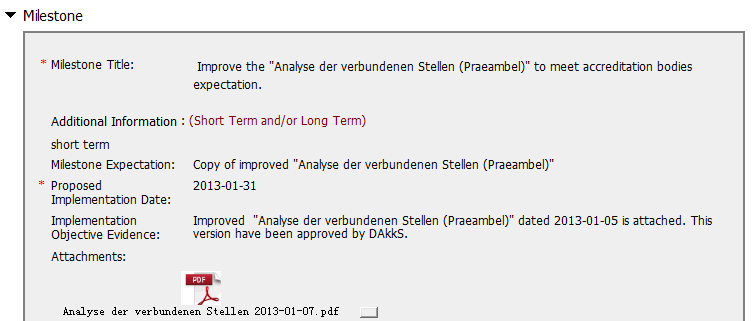 Milestone
* Milestone Title: Improve the "Analyse der verbundenen Stellen (Praeambel)" to meet accreditation bodies
expectation.
Additional Information : (Short Term and/or Long Term)
short term
Milestone Expectation: Copy of improved "Analyse der verbundenen Stellen (Praeambel)"
* Proposed 2013-01-31
Implementation Date:
Implementation Improved "Analyse der verbundenen Stellen (Praeambel)" dated 2013-01-05 is attached. This
Objective Evidence: version have been approved by DAkkS.
Attachments:
PDF
Analyse der verbundenen Stellen 2013-01-07.pdf